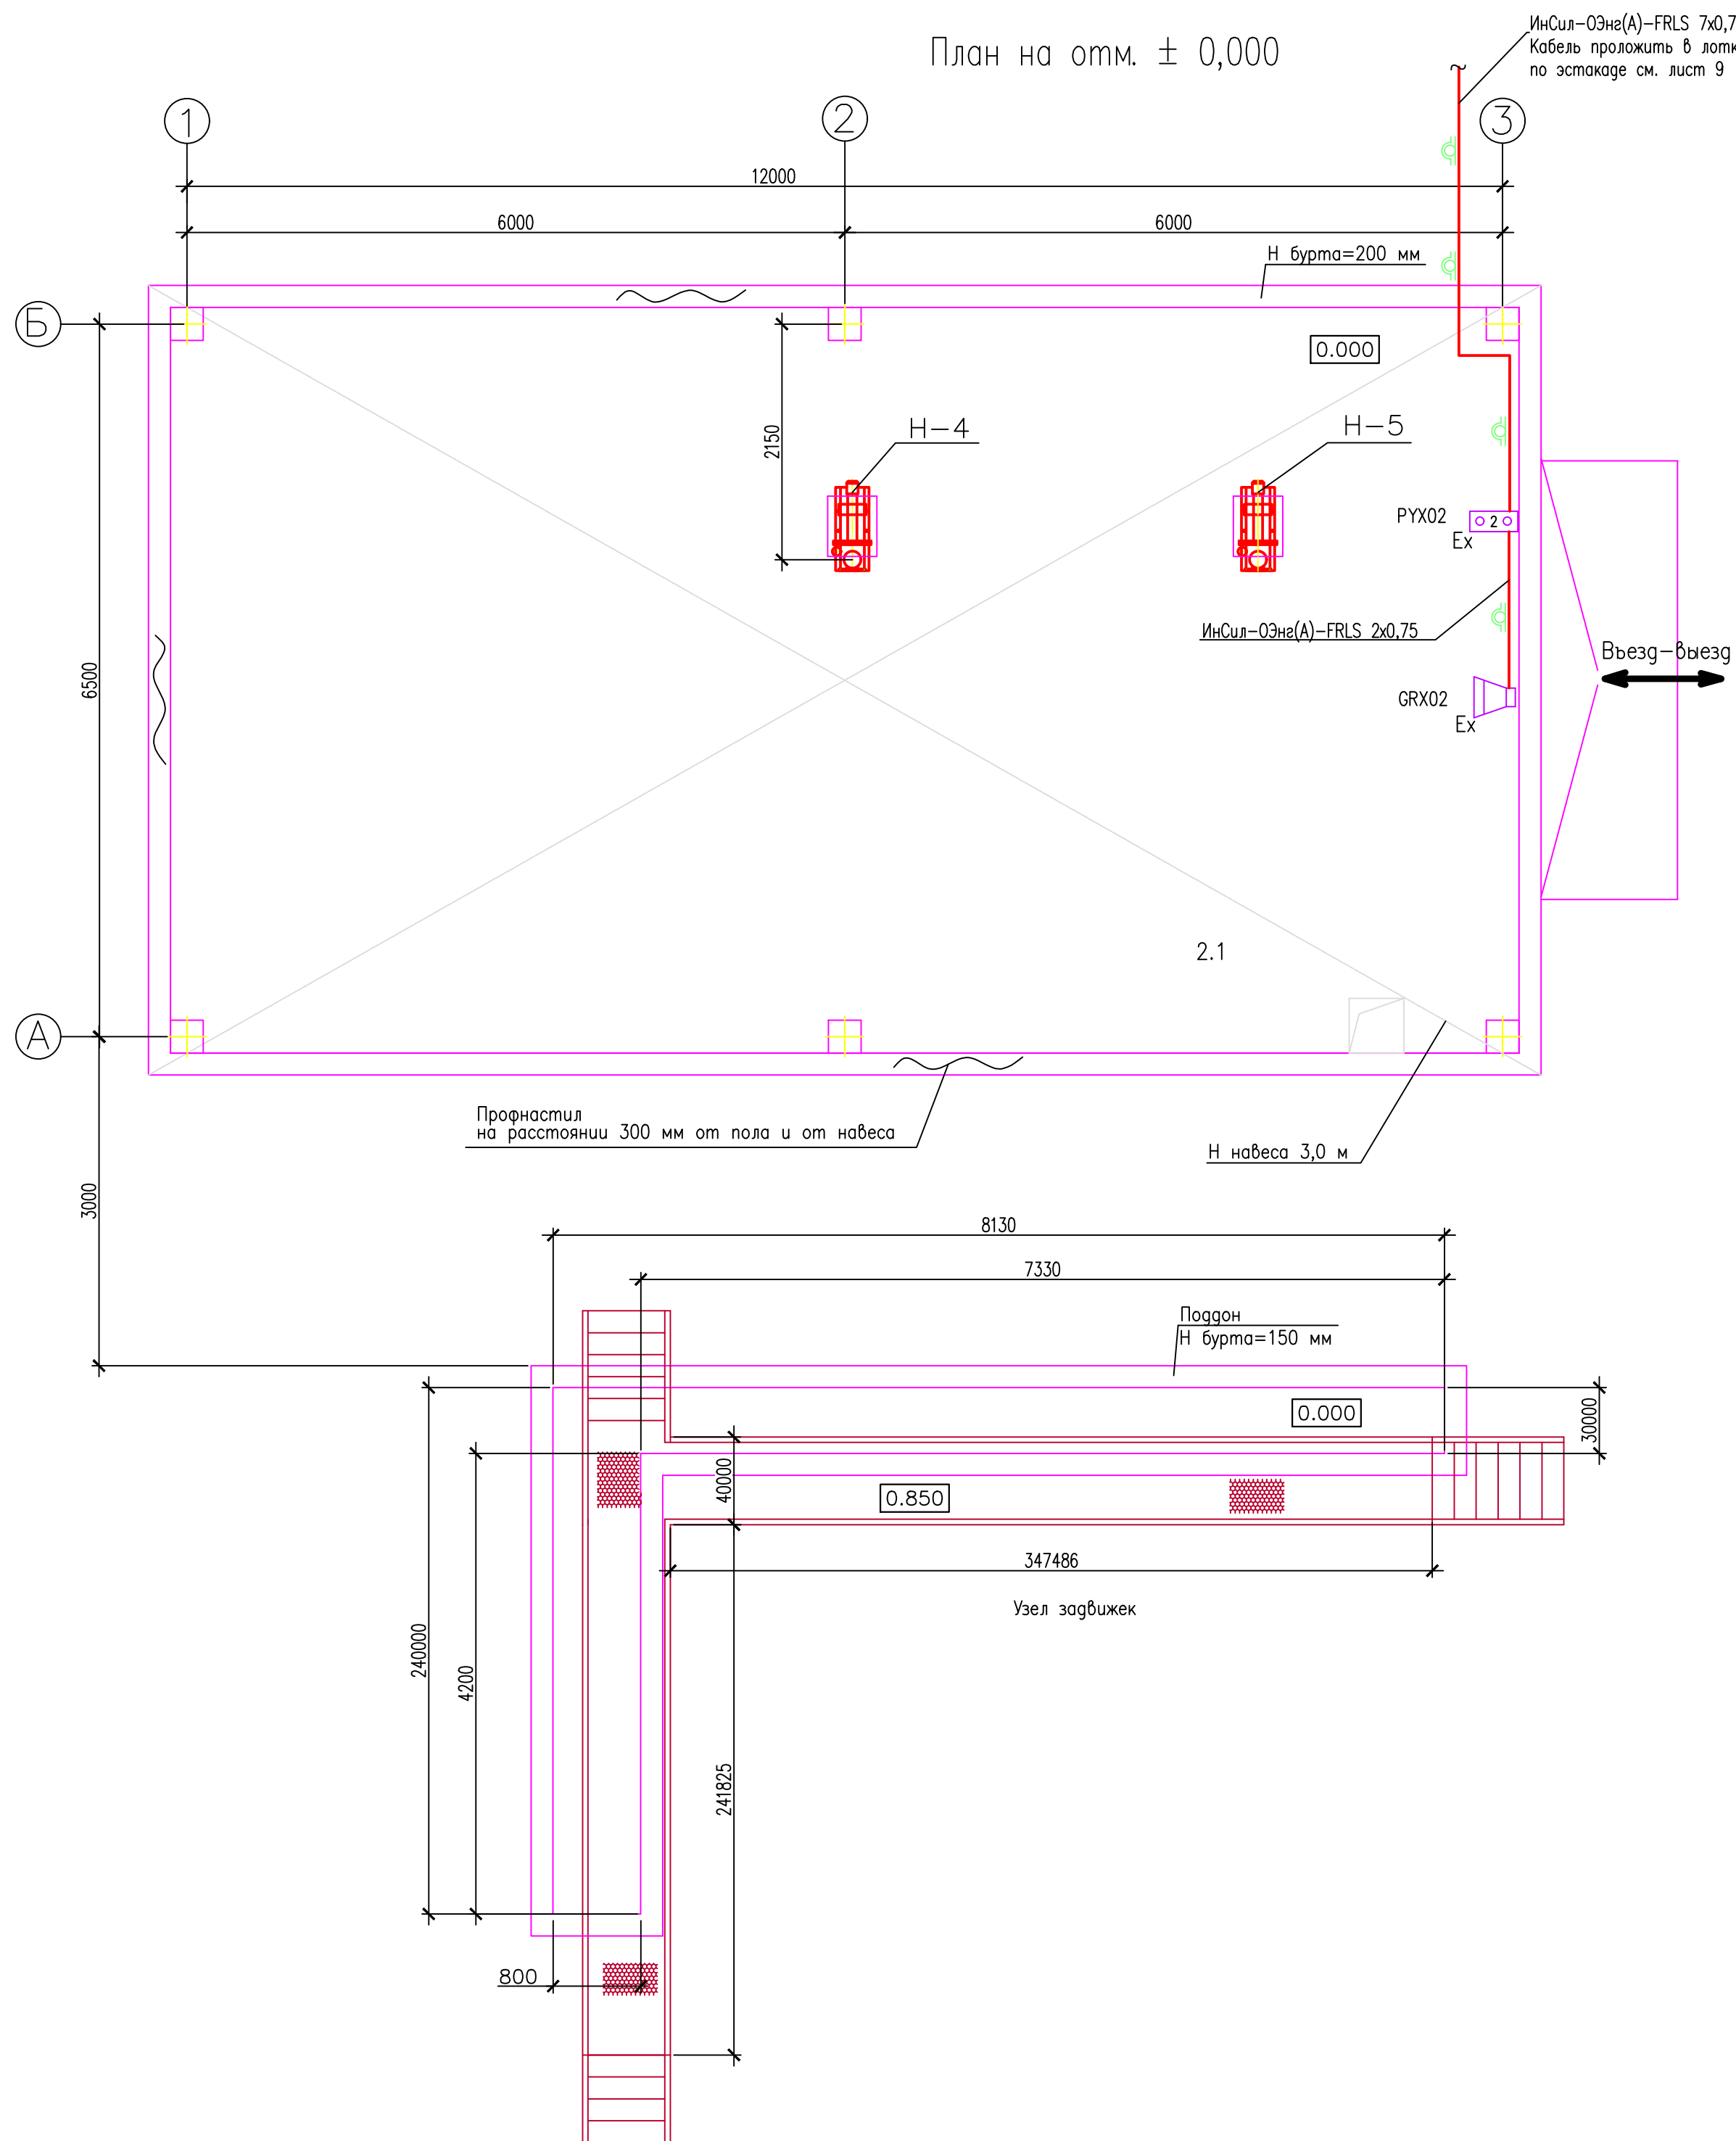 ИнСил-ОЭнг(А)-FRLS 7х0,7
Кабель проложить в лотк
по эстакаде см. лист 9
План на отм. ± 0,000
1
2
3
12000
6000
6000
Н бурта=200 мм
Б
0.000
2150
Н-4
Н-5
PYX02
2
Ex
ИнСил-ОЭнг(А)-FRLS 2х0,75
Въезд-выезд
6500
GRX02
Ex
2.1
А
Профнастил
на расстоянии 300 мм от пола и от навеса
Н навеса 3,0 м
3000
8130
7330
Поддон
Н бурта=150 мм
0.000
30000
40000
0.850
347486
Узел задвижек
240000
4200
241825
800